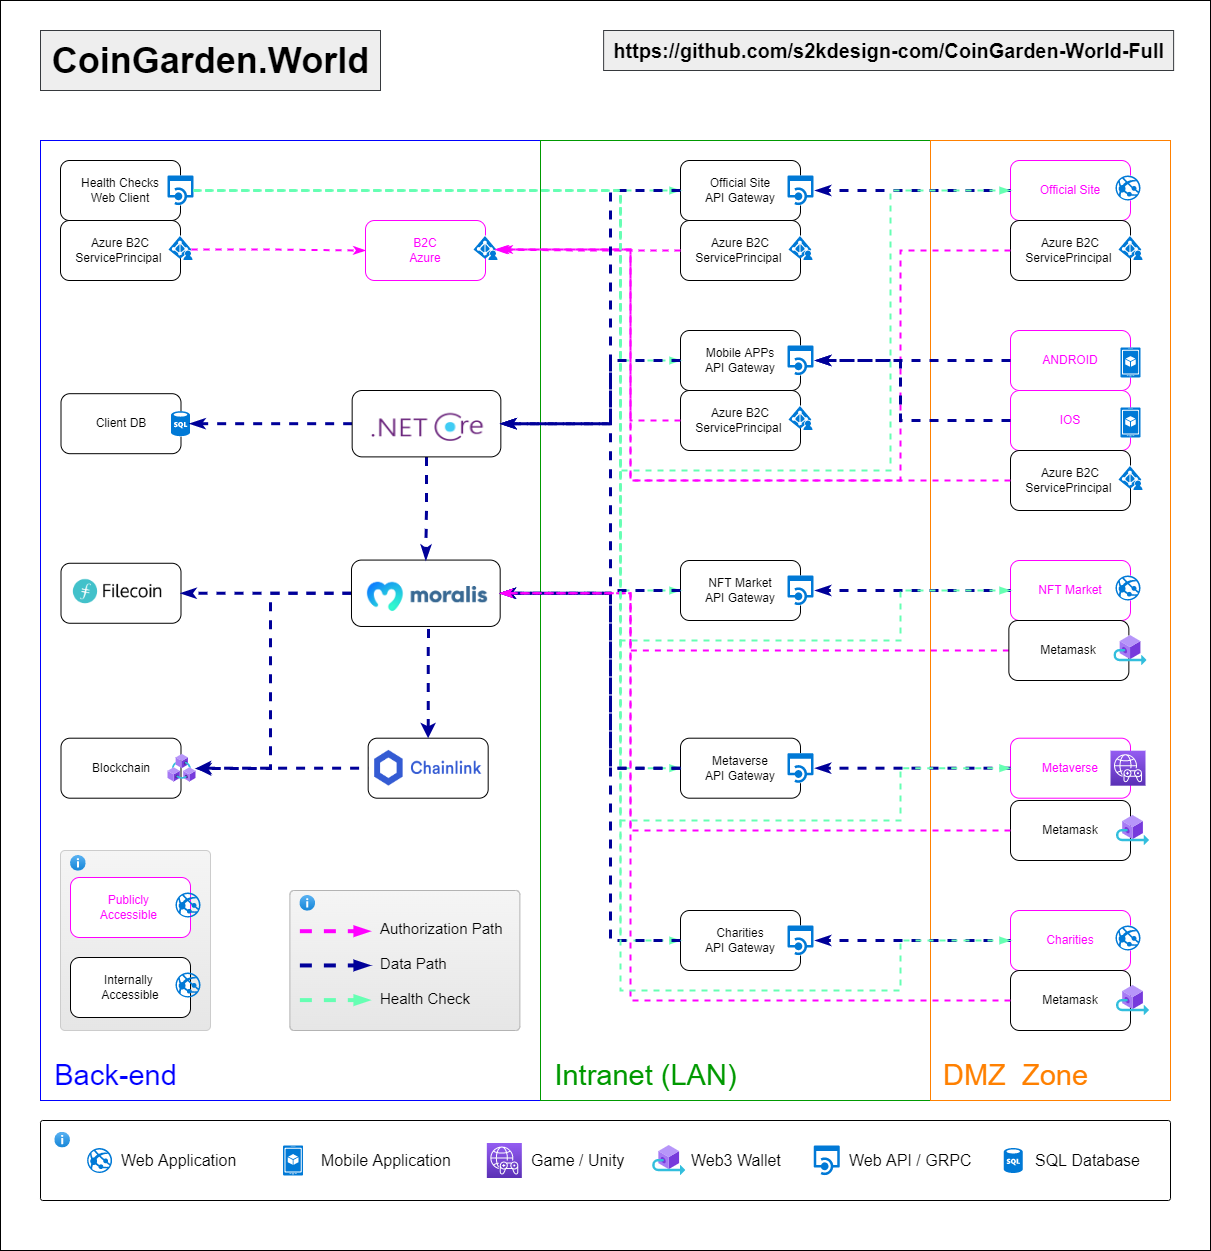 CoinGarden.World
https://github.com/s2kdesign-com/CoinGarden-World-Full
Health Checks
Web Client
Azure B2C
ServicePrincipal
B2C
Azure
Official Site
API Gateway
Azure B2C
ServicePrincipal
Official Site
Azure B2C
ServicePrincipal
Mobile APPs
API Gateway
Azure B2C
ServicePrincipal
ANDROID
IOS
Azure B2C
ServicePrincipal
Client DB
SQL
.NET Core
Filecoin
moralis
NFT Market
API Gateway
NFT Market
Metamask
Blockchain
Chainlink
Metaverse
API Gateway
Metaverse
Metamask
Publicly
Accessible
Internally
Accessible
Authorization Path
Data Path
Health Check
Charities
API Gateway
Charities
Metamask
Back-end
Intranet (LAN)
DMZ Zone
Web Application
Mobile Application
Game / Unity
Web3 Wallet
Web API / GRPC
SQL
SQL Database